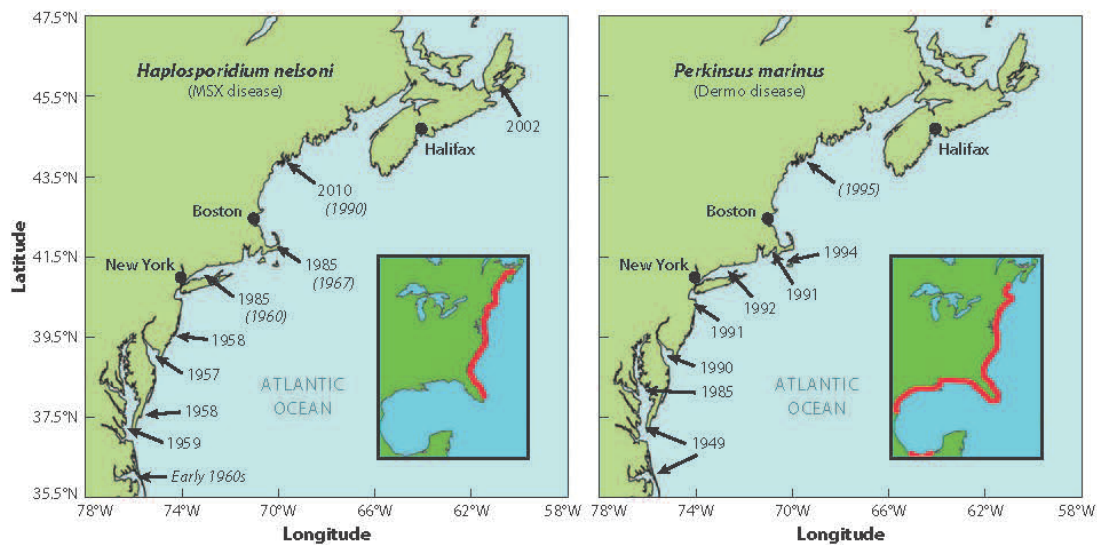 47.5°N
45.5°N
43.5°N
41.5°N
39.5°N
37.5°N
35.5°N
Latitude
Haplosporidium nelsoni
(MSX disease)
2002
Halifax
2010
(1990)
Boston
1985
(1967)
New York
1985
(1960)
1958
1957
1958
1959
Early 1960s
ATLANTIC
OCEAN
78°W
74°W
70°W
66°W
62°W
58°W
Longitude
Perkinsus marinus
(Dermo disease)
Halifax
(1995)
Boston
1994
1991
New York
1992
1991
1990
1985
1949
ATLANTIC
OCEAN
78°W
74°W
70°W
66°W
62°W
58°W
Longitude